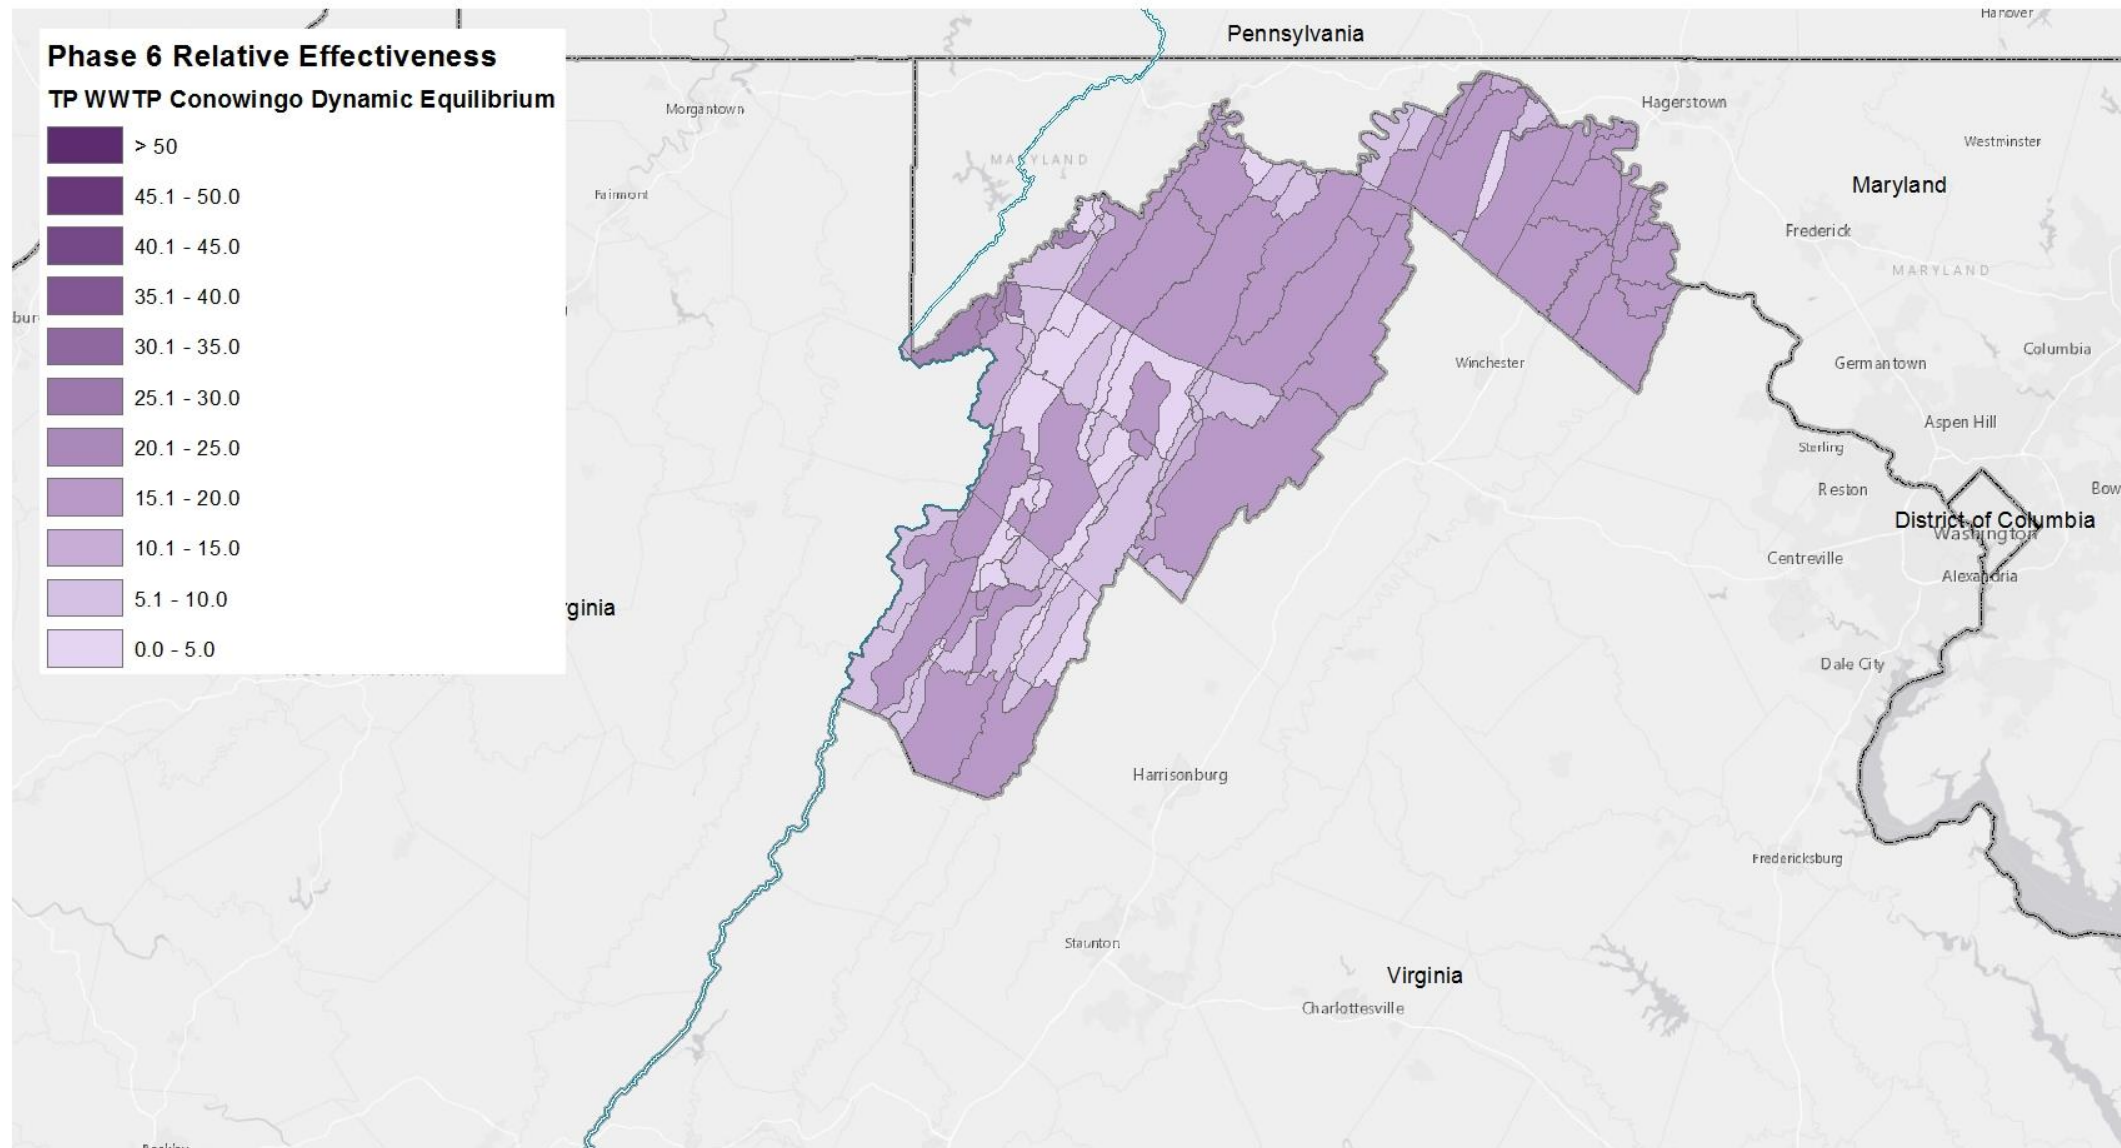 Pennsylvania
Hanover
Phase 6 Relative Effectiveness
TP WWTP Conowingo Dynamic Equilibrium
> 50
45.1 - 50.0
40.1 - 45.0
35.1 - 40.0
30.1 - 35.0
25.1 - 30.0
20.1 - 25.0
15.1 - 20.0
10.1 - 15.0
5.1 - 10.0
0.0 - 5.0
Morgantown
Hagerstown
Westminster
MARYLAND
Fairmont
Maryland
Frederick
MARYLAND
bur
Winchester
Germantown
Columbia
Aspen Hill
Sterling
Reston
Bow
District of Columbia
Washington
Centreville
Alexandria
rginia
Dale City
Harrisonburg
Fredericksburg
Staunton
Virginia
Charlottesville